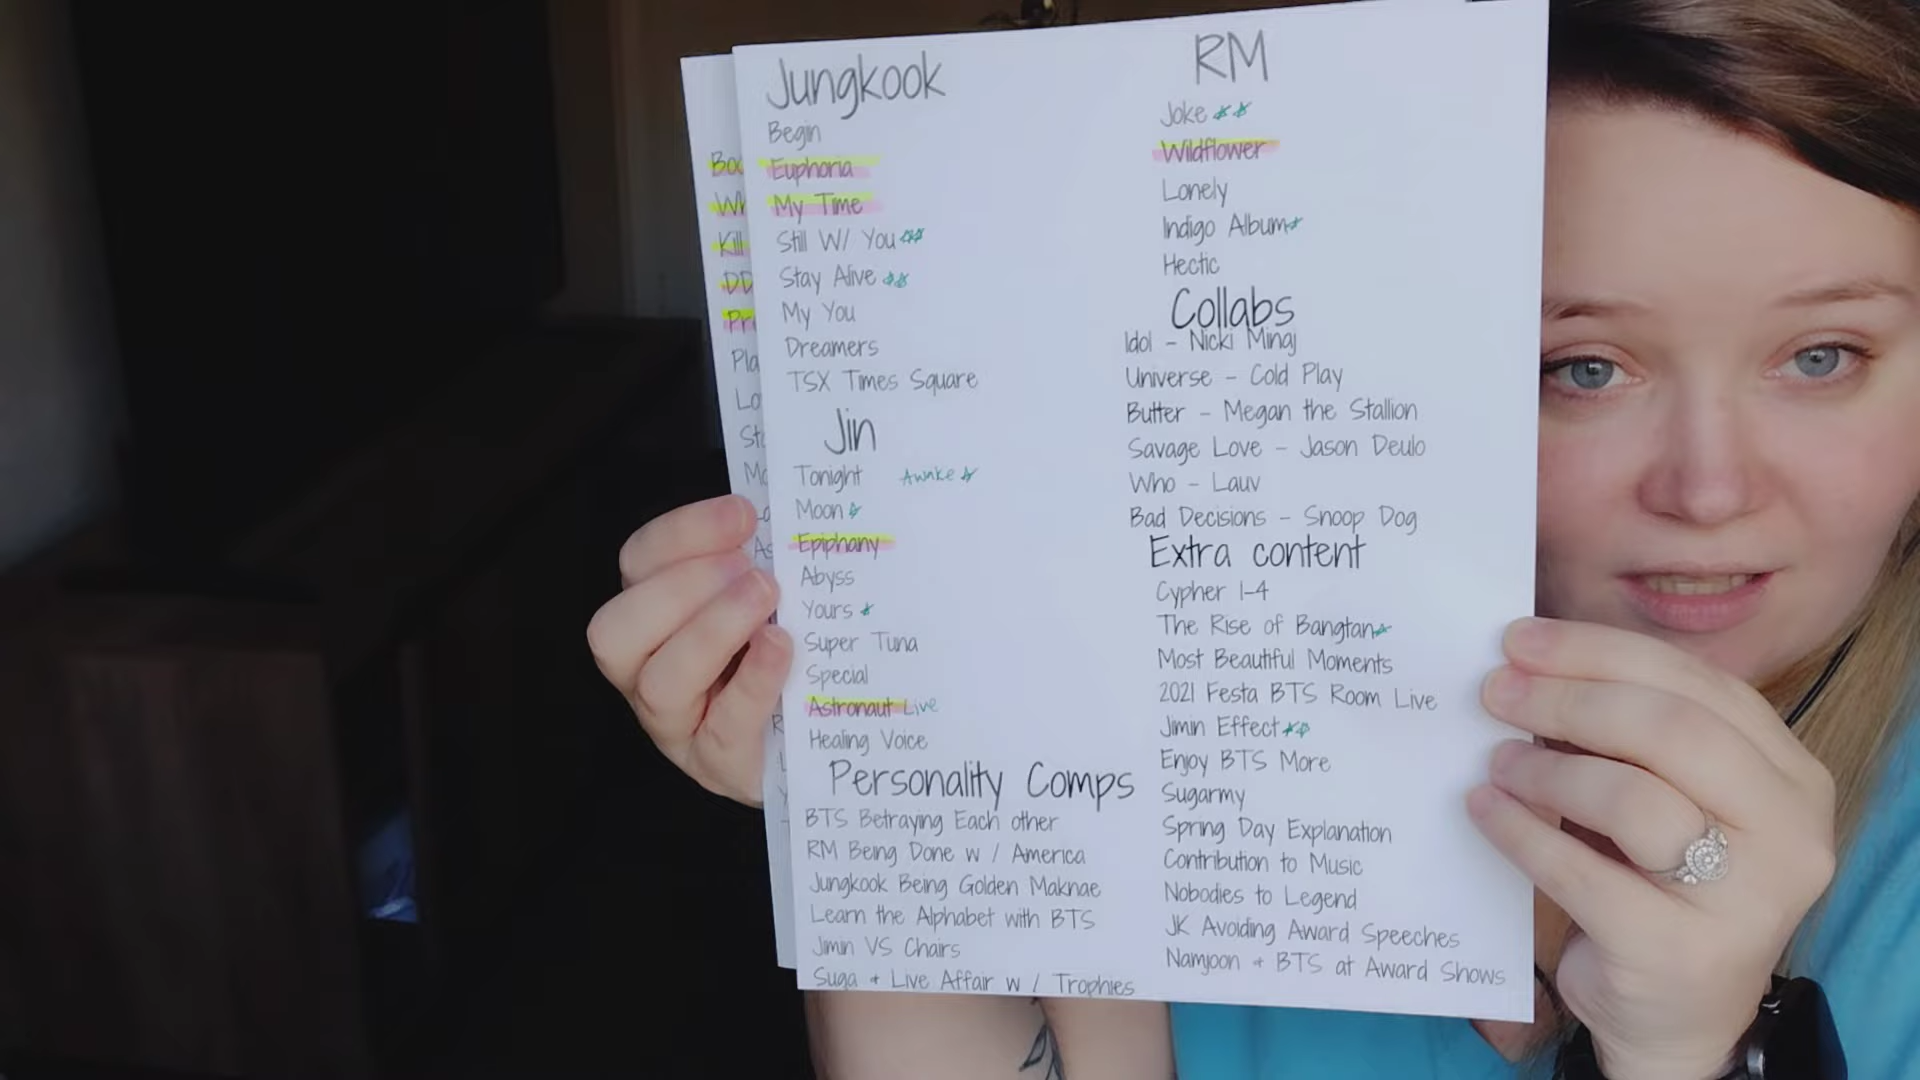 Jungkook
Begin
Euphoria
My Time
Still W/ You
Stay Alive
My You
Dreamers
TSX Times Square
Jin
Tonight Awake
Moon
Epiphany
Abyss
Yours
Super Tuna
Special
Astronaut Live
Healing Voice
Personality Comps
BTS Betraying Each other
RM Being Done w / America
Jungkook Being Golden Maknae
Learn the Alphabet with BTS
Jimin VS Chairs
Suga + Live Affair w / Trophies
RM
Joke
Wildflower
Lonely
Indigo Album
Hectic
Collabs
Idol - Nicki Minaj
Universe - Cold Play
Butter - Megan the Stallion
Savage Love - Jason Deulo
Who - Lauv
Bad Decisions - Snoop Dog
Extra content
Cypher 1-4
The Rise of Bangtan
Most Beautiful Moments
2021 Festa BTS Room Live
Jimin Effect
Enjoy BTS More
Sugarmy
Spring Day Explanation
Contribution to Music
Nobodies to Legend
JK Avoiding Award Speeches
Namjoon + BTS at Award Shows
Kill
DD